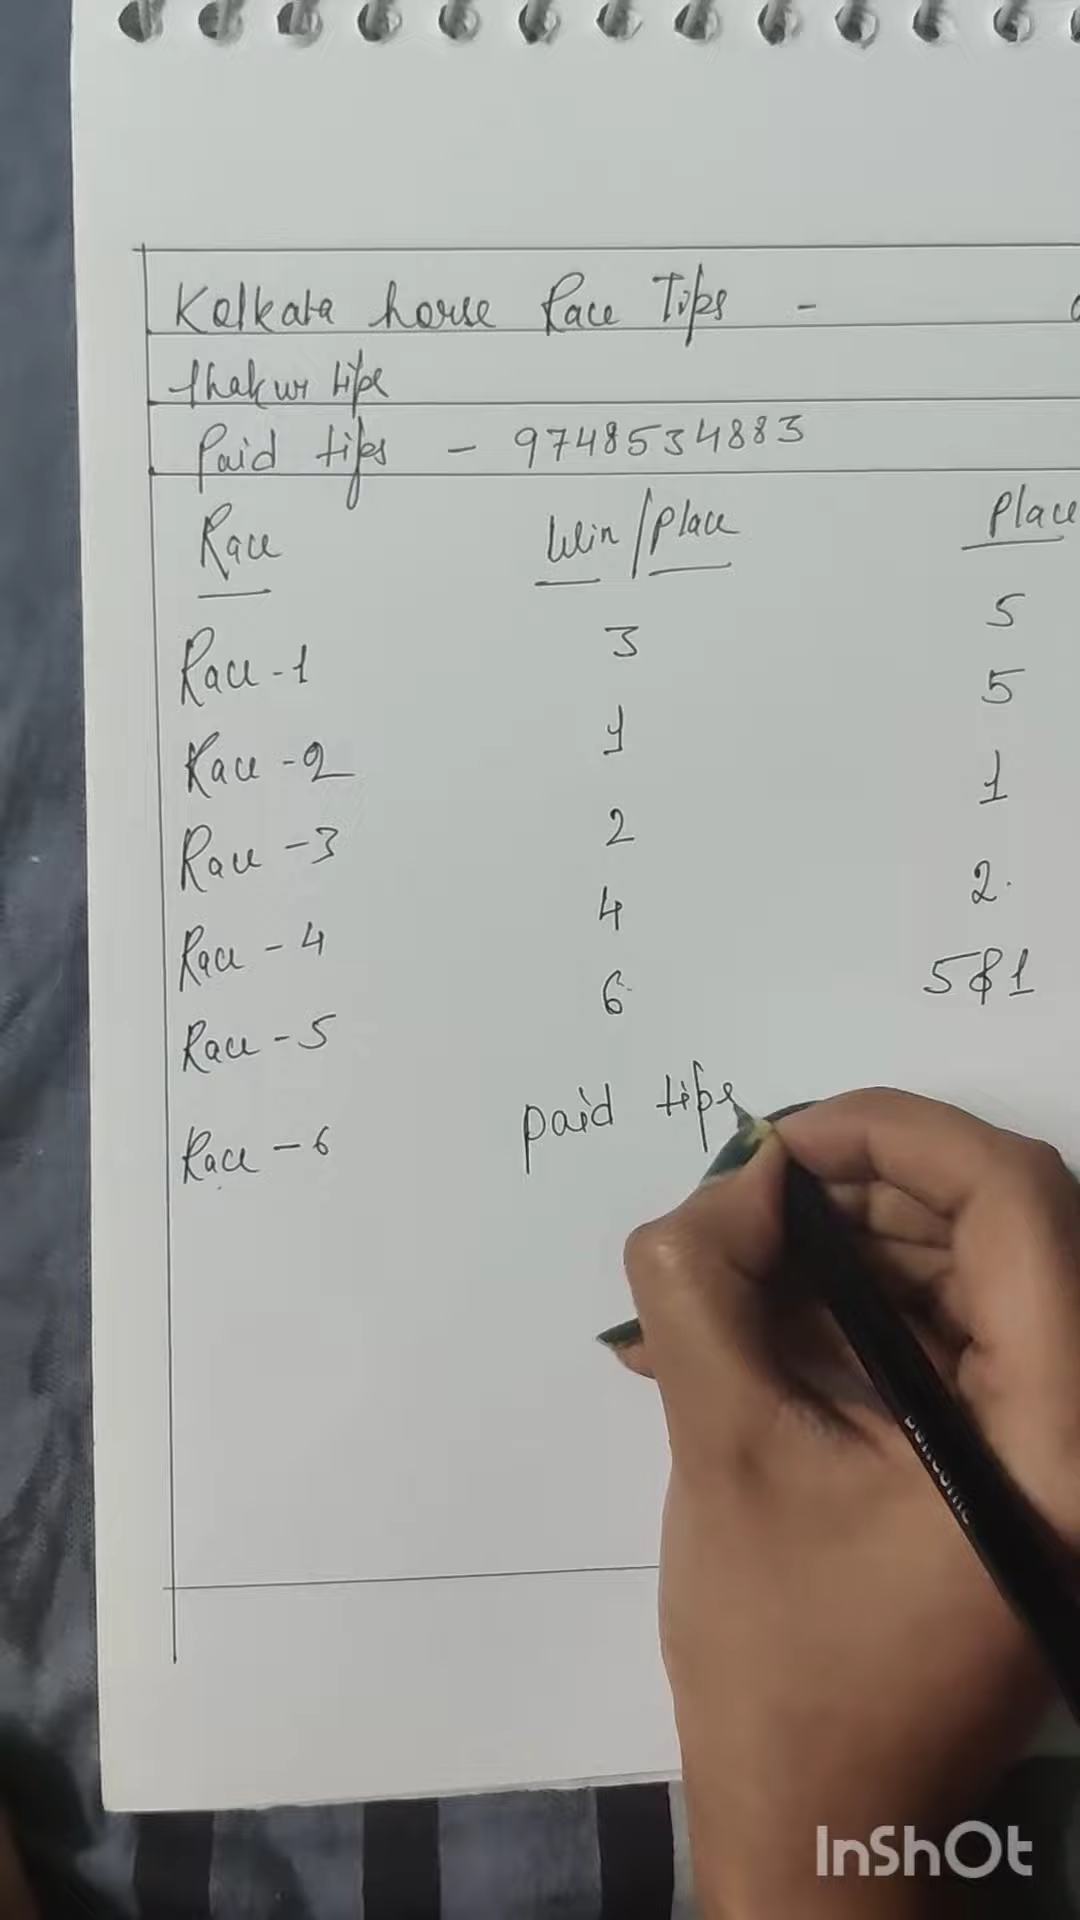 Kolkata horse Race Tips -
thakur tips
Paid tips - 9748534883
Race Win/Place Place
Race-1 3 5
Race-2 1 5
Race-3 2 1
Race-4 4 2.
Race-5 6 5&1
Race-6 paid tips
InShOt